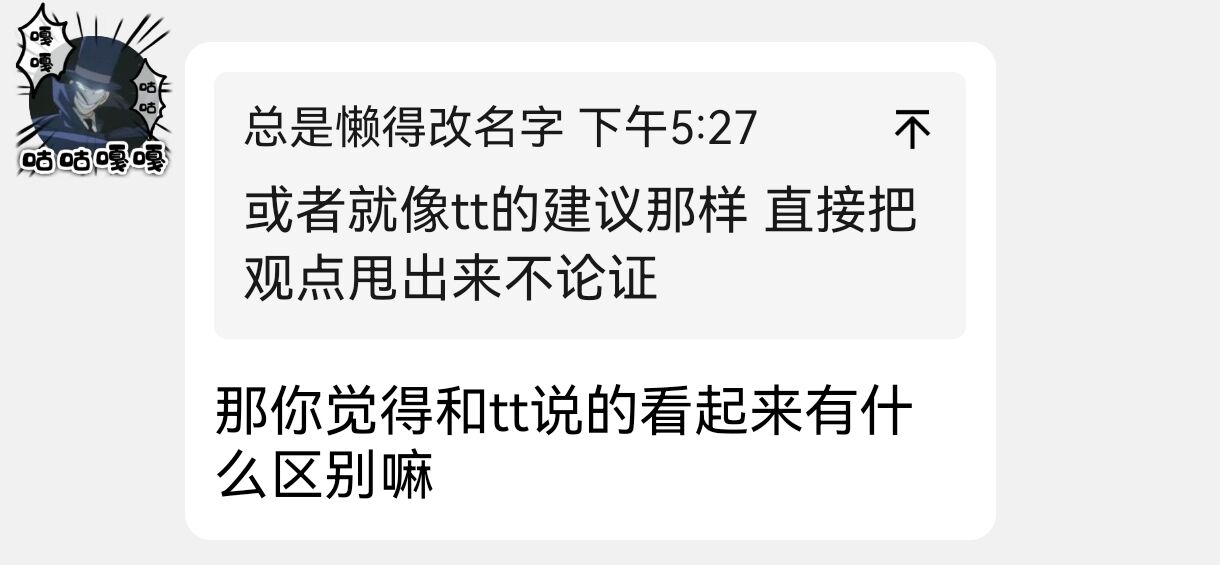 嘎
嘎
咕
咕
咕咕嘎嘎
总是懒得改名字 下午5:27
或者就像tt的建议那样 直接把
观点甩出来不论证
那你觉得和tt说的看起来有什
么区别嘛